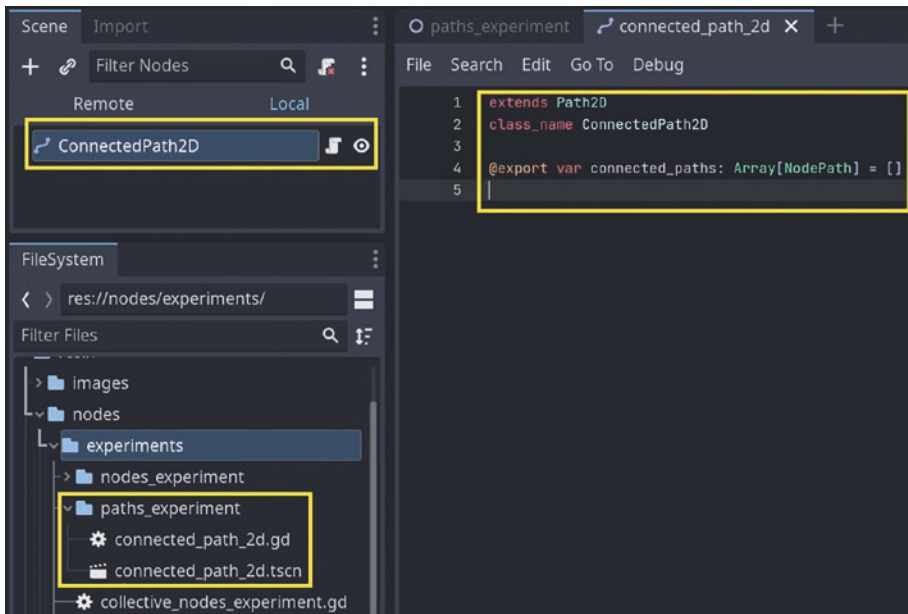 Scene Import
Filter Nodes
Remote Local
ConnectedPath2D
FileSystem
res://nodes/experiments/
Filter Files
images
nodes
experiments
nodes_experiment
paths_experiment
connected_path_2d.gd
connected_path_2d.tscn
collective_nodes_experiment.gd
paths_experiment connected_path_2d
File Search Edit Go To Debug
1 extends Path2D
2 class_name ConnectedPath2D
3
4 @export var connected_paths: Array[NodePath] = []
5